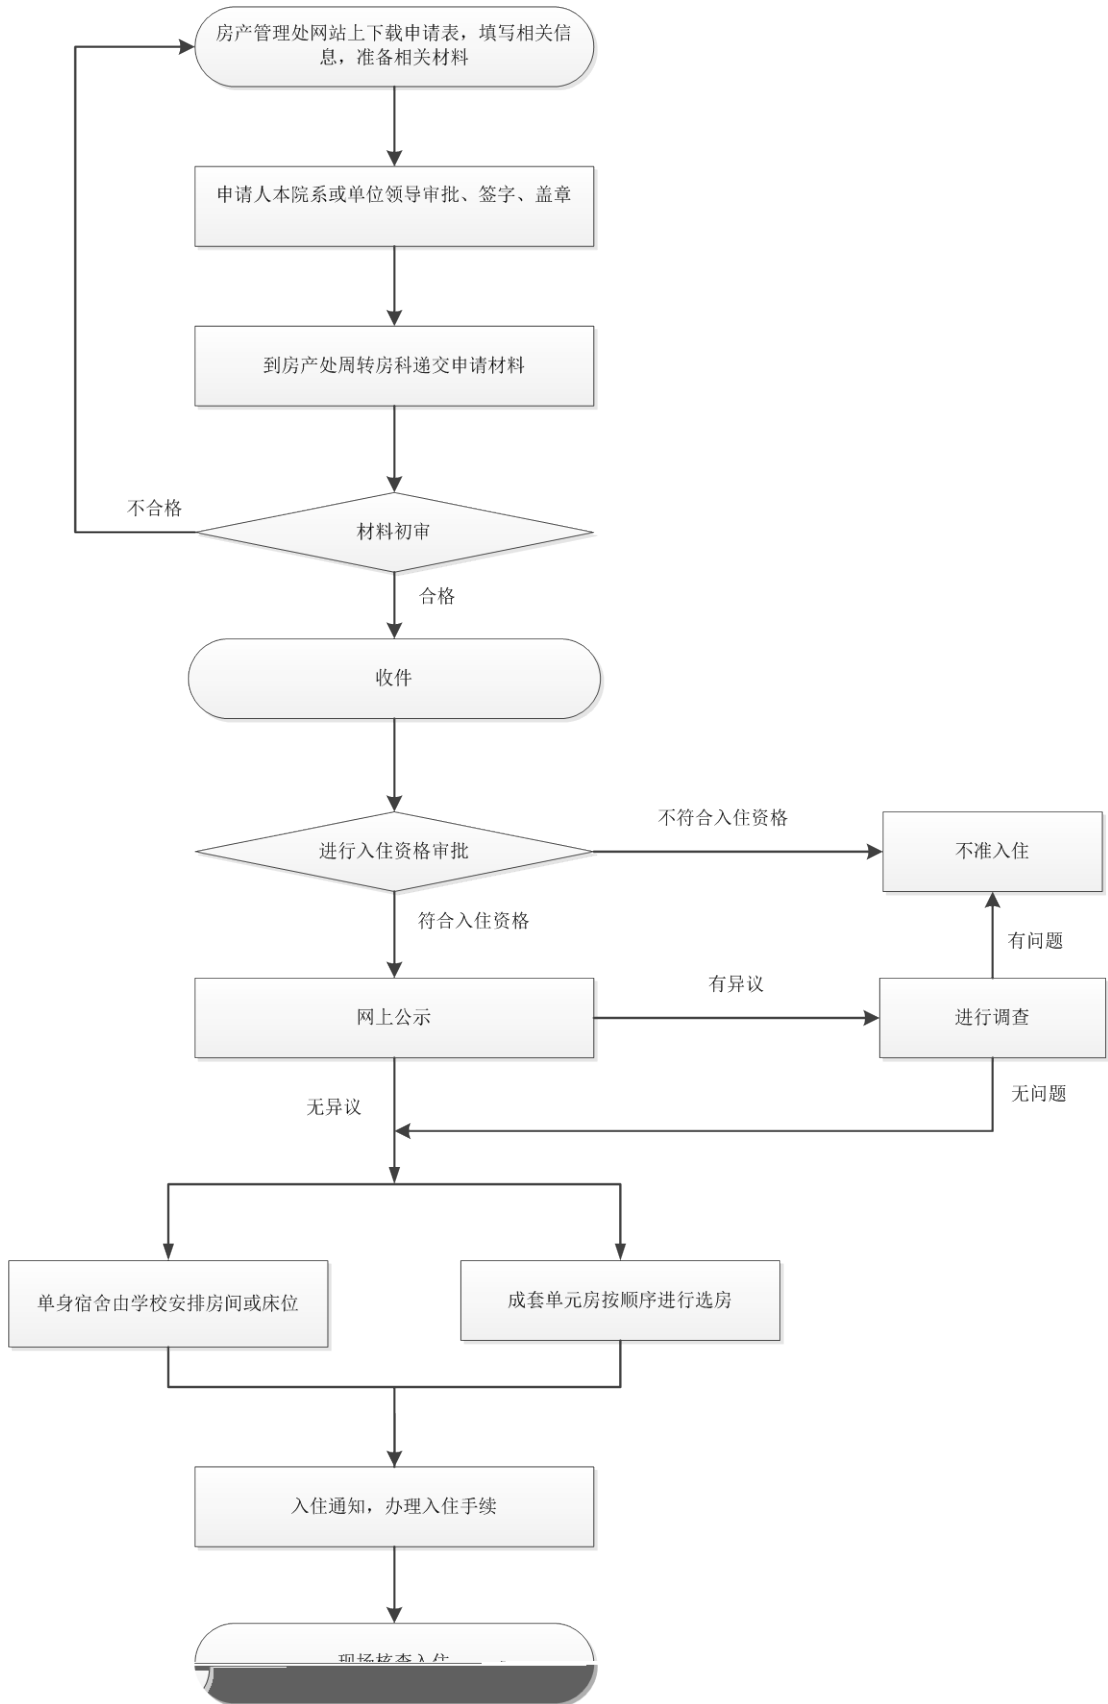 房产管理处网站上下载申请表，填写相关信
息，准备相关材料
申请人本院系或单位领导审批、签字、盖章
到房产处周转房科递交申请材料
不合格
材料初审
合格
收件
不符合入住资格
进行入住资格审批
不准入住
符合入住资格
有问题
有异议
网上公示
进行调查
无异议
无问题
单身宿舍由学校安排房间或床位
成套单元房按顺序进行选房
入住通知，办理入住手续
现场核查入住